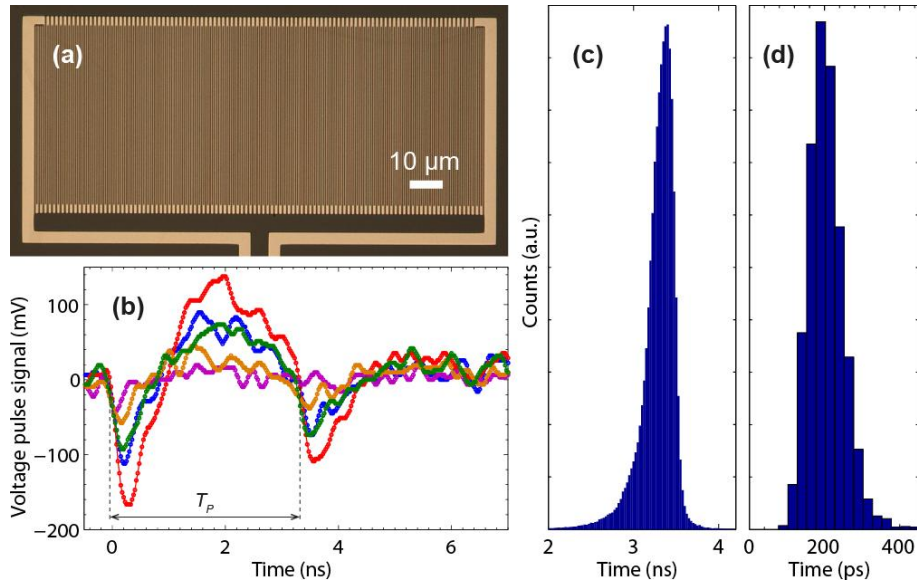 (a)
10 µm
(b)
Voltage pulse signal (mV)
100
0
−100
−200
T_P
0
2
4
6
Time (ns)
(c)
Counts (a.u.)
2
3
4
Time (ns)
(d)
0
200
400
Time (ps)